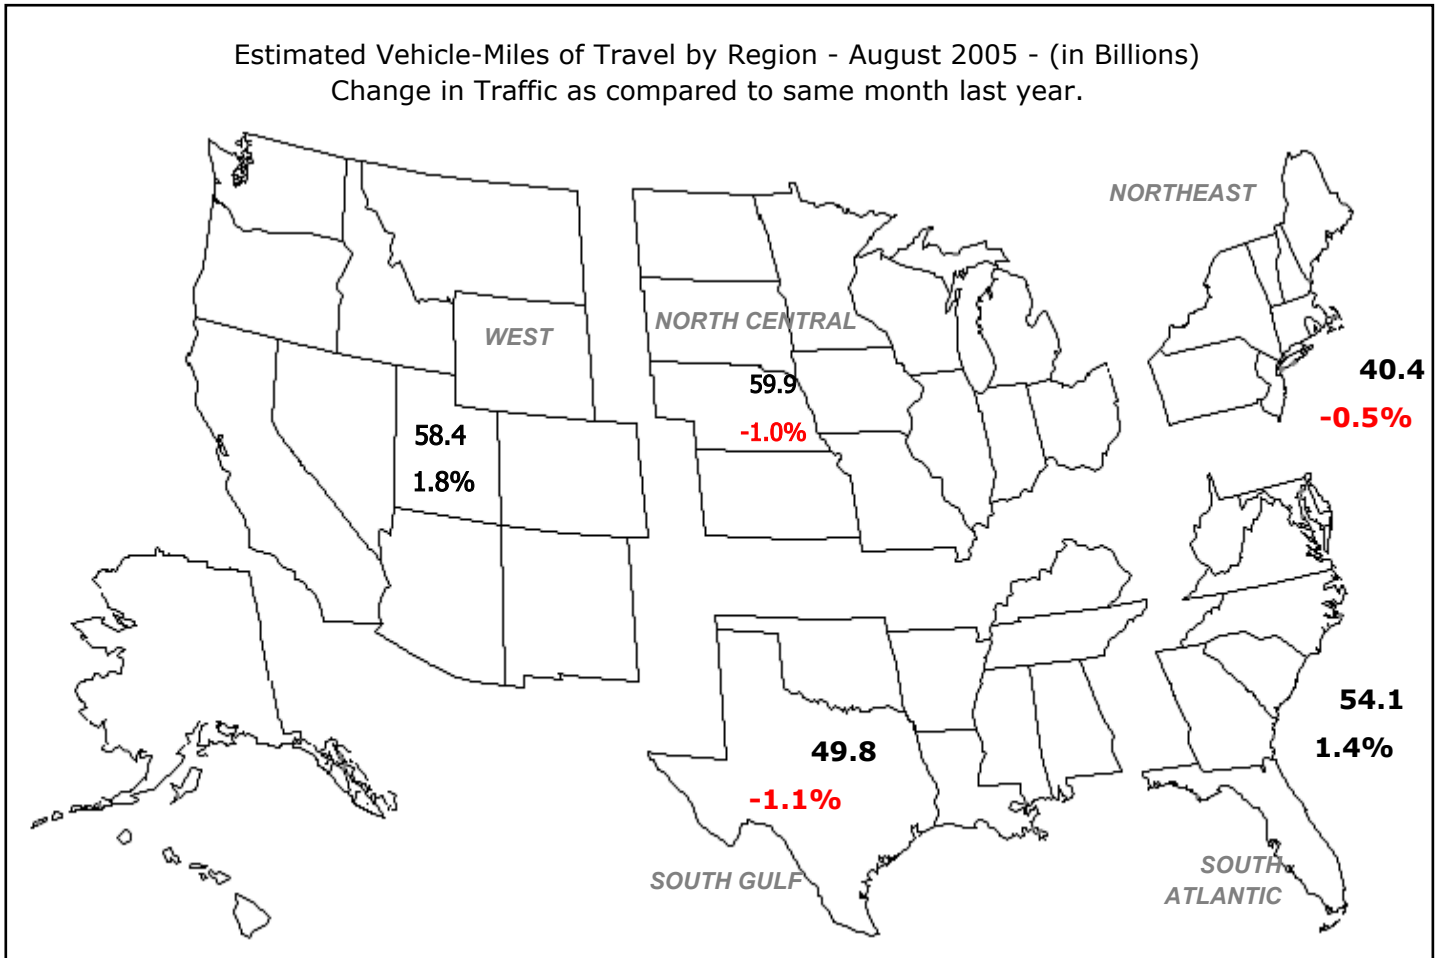 Estimated Vehicle-Miles of Travel by Region - August 2005 - (in Billions)
Change in Traffic as compared to same month last year.
NORTHEAST
WEST
NORTH CENTRAL
40.4
-0.5%
59.9
-1.0%
58.4
1.8%
54.1
1.4%
49.8
-1.1%
SOUTH GULF
SOUTH
ATLANTIC